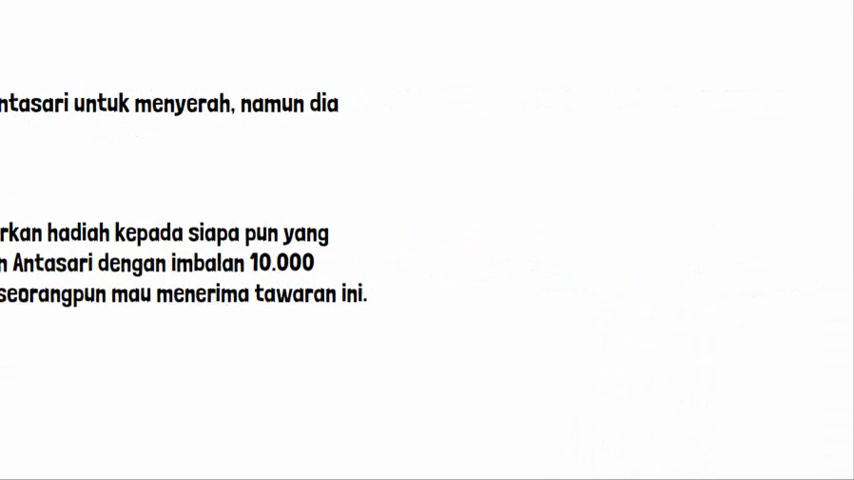 ntasari untuk menyerah, namun dia
rkan hadiah kepada siapa pun yang
n Antasari dengan imbalan 10.000
seorangpun mau menerima tawaran ini.